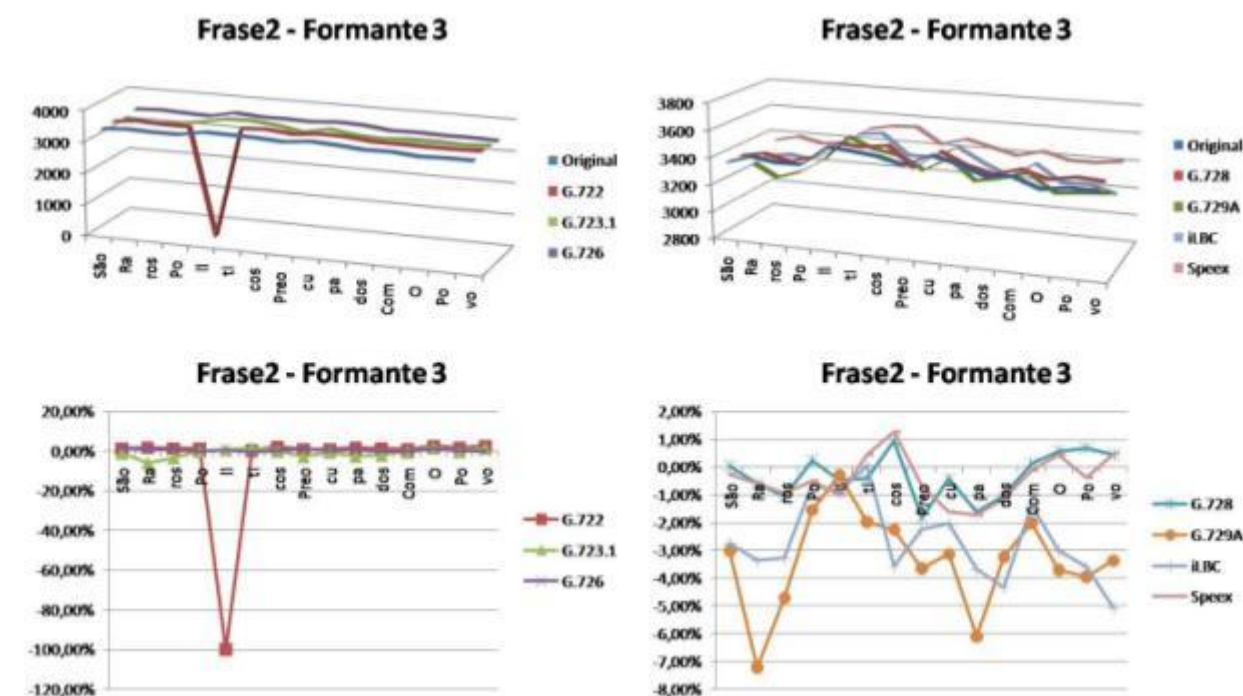 Frase2 - Formante 3
4000
3000
2000
1000
0
São
Ra
ros
Po
lí
ti
cos
Preo
cu
pa
dos
Com
O
Po
vo
Original
G.722
G.723.1
G.726
Frase2 - Formante 3
3800
3600
3400
3200
3000
2800
São
Ra
ros
Po
lí
ti
cos
Preo
cu
pa
dos
Com
O
Po
vo
Original
G.728
G.729A
iLBC
Speex
Frase2 - Formante 3
20,00%
0,00%
-20,00%
-40,00%
-60,00%
-80,00%
-100,00%
-120,00%
São
Ra
ros
Po
lí
ti
cos
Preo
cu
pa
dos
Com
O
Po
vo
G.722
G.723.1
G.726
Frase2 - Formante 3
2,00%
1,00%
0,00%
-1,00%
-2,00%
-3,00%
-4,00%
-5,00%
-6,00%
-7,00%
-8,00%
São
Ra
ros
Po
ti
cos
Preo
cu
pa
dos
Com
O
Po
vo
G.728
G.729A
iLBC
Speex